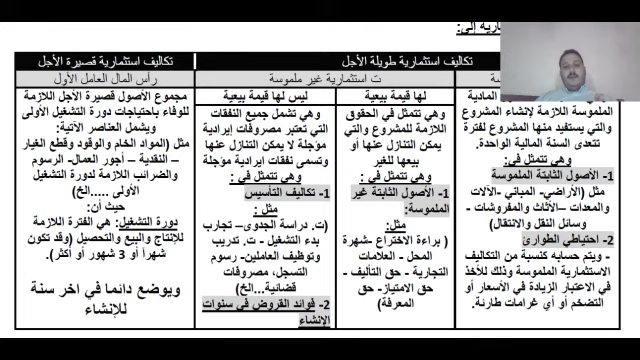 ارية إلى:
تكاليف استثمارية طويلة الأجل
تكاليف استثمارية قصيرة الأجل
ت استثمارية غير ملموسة
رأس المال العامل الأول
المادية
الملموسة اللازمة لإنشاء المشروع
والتي يستفيد منها المشروع لفترة
تتعدى السنة المالية الواحدة.
وهي تتمثل في:
1- الأصول الثابتة الملموسة
مثل (الأراضي- المباني -الآلات
والمعدات –الأثاث والمفروشات -
وسائل النقل والانتقال)
2- احتياطي الطوارئ
- ويتم حسابه كنسبة من التكاليف
الاستثمارية الملموسة وذلك للأخذ
في الاعتبار الزيادة في الأسعار أو
التضخم أو أي غرامات طارئة.
لها قيمة بيعية
وهي تتمثل في الحقوق
اللازمة للمشروع والتي
يمكن التنازل عنها أو
بيعها للغير
وهي تتمثل في :
1- الأصول الثابتة غير
الملموسة:
مثل:
( براءة الاختراع -شهرة
المحل - العلامات
التجارية - حق التأليف-
حق الامتياز- حق
المعرفة)
ليس لها قيمة بيعية
وهي تشمل جميع النفقات
التي تعتبر مصروفات إيرادية
مؤجلة لا يمكن التنازل عنها
وتسمى نفقات إيرادية مؤجلة
وهي تتمثل في :
1- تكاليف التأسيس
مثل :
(ت. دراسة الجدوى– تجارب
بدء التشغيل - ت. تدريب
وتوظيف العاملين- رسوم
التسجل، مصروفات
قضائية...الخ)
2- فوائد القروض في سنوات
الإنشاء
مجموع الأصول قصيرة الأجل اللازمة
للوفاء باحتياجات دورة التشغيل الأولى
ويشمل العناصر الآتية:
مثل (المواد الخام والوقود وقطع الغيار
– النقدية – أجور العمال- الرسوم
والضرائب اللازمة لدورة التشغيل
الأولى .....الخ)
حيث أن:
دورة التشغيل: هي الفترة اللازمة
للإنتاج والبيع والتحصيل (وقد تكون
شهراً أو 3 شهور أو أكثر).
ويوضع دائما في اخر سنة
للإنشاء